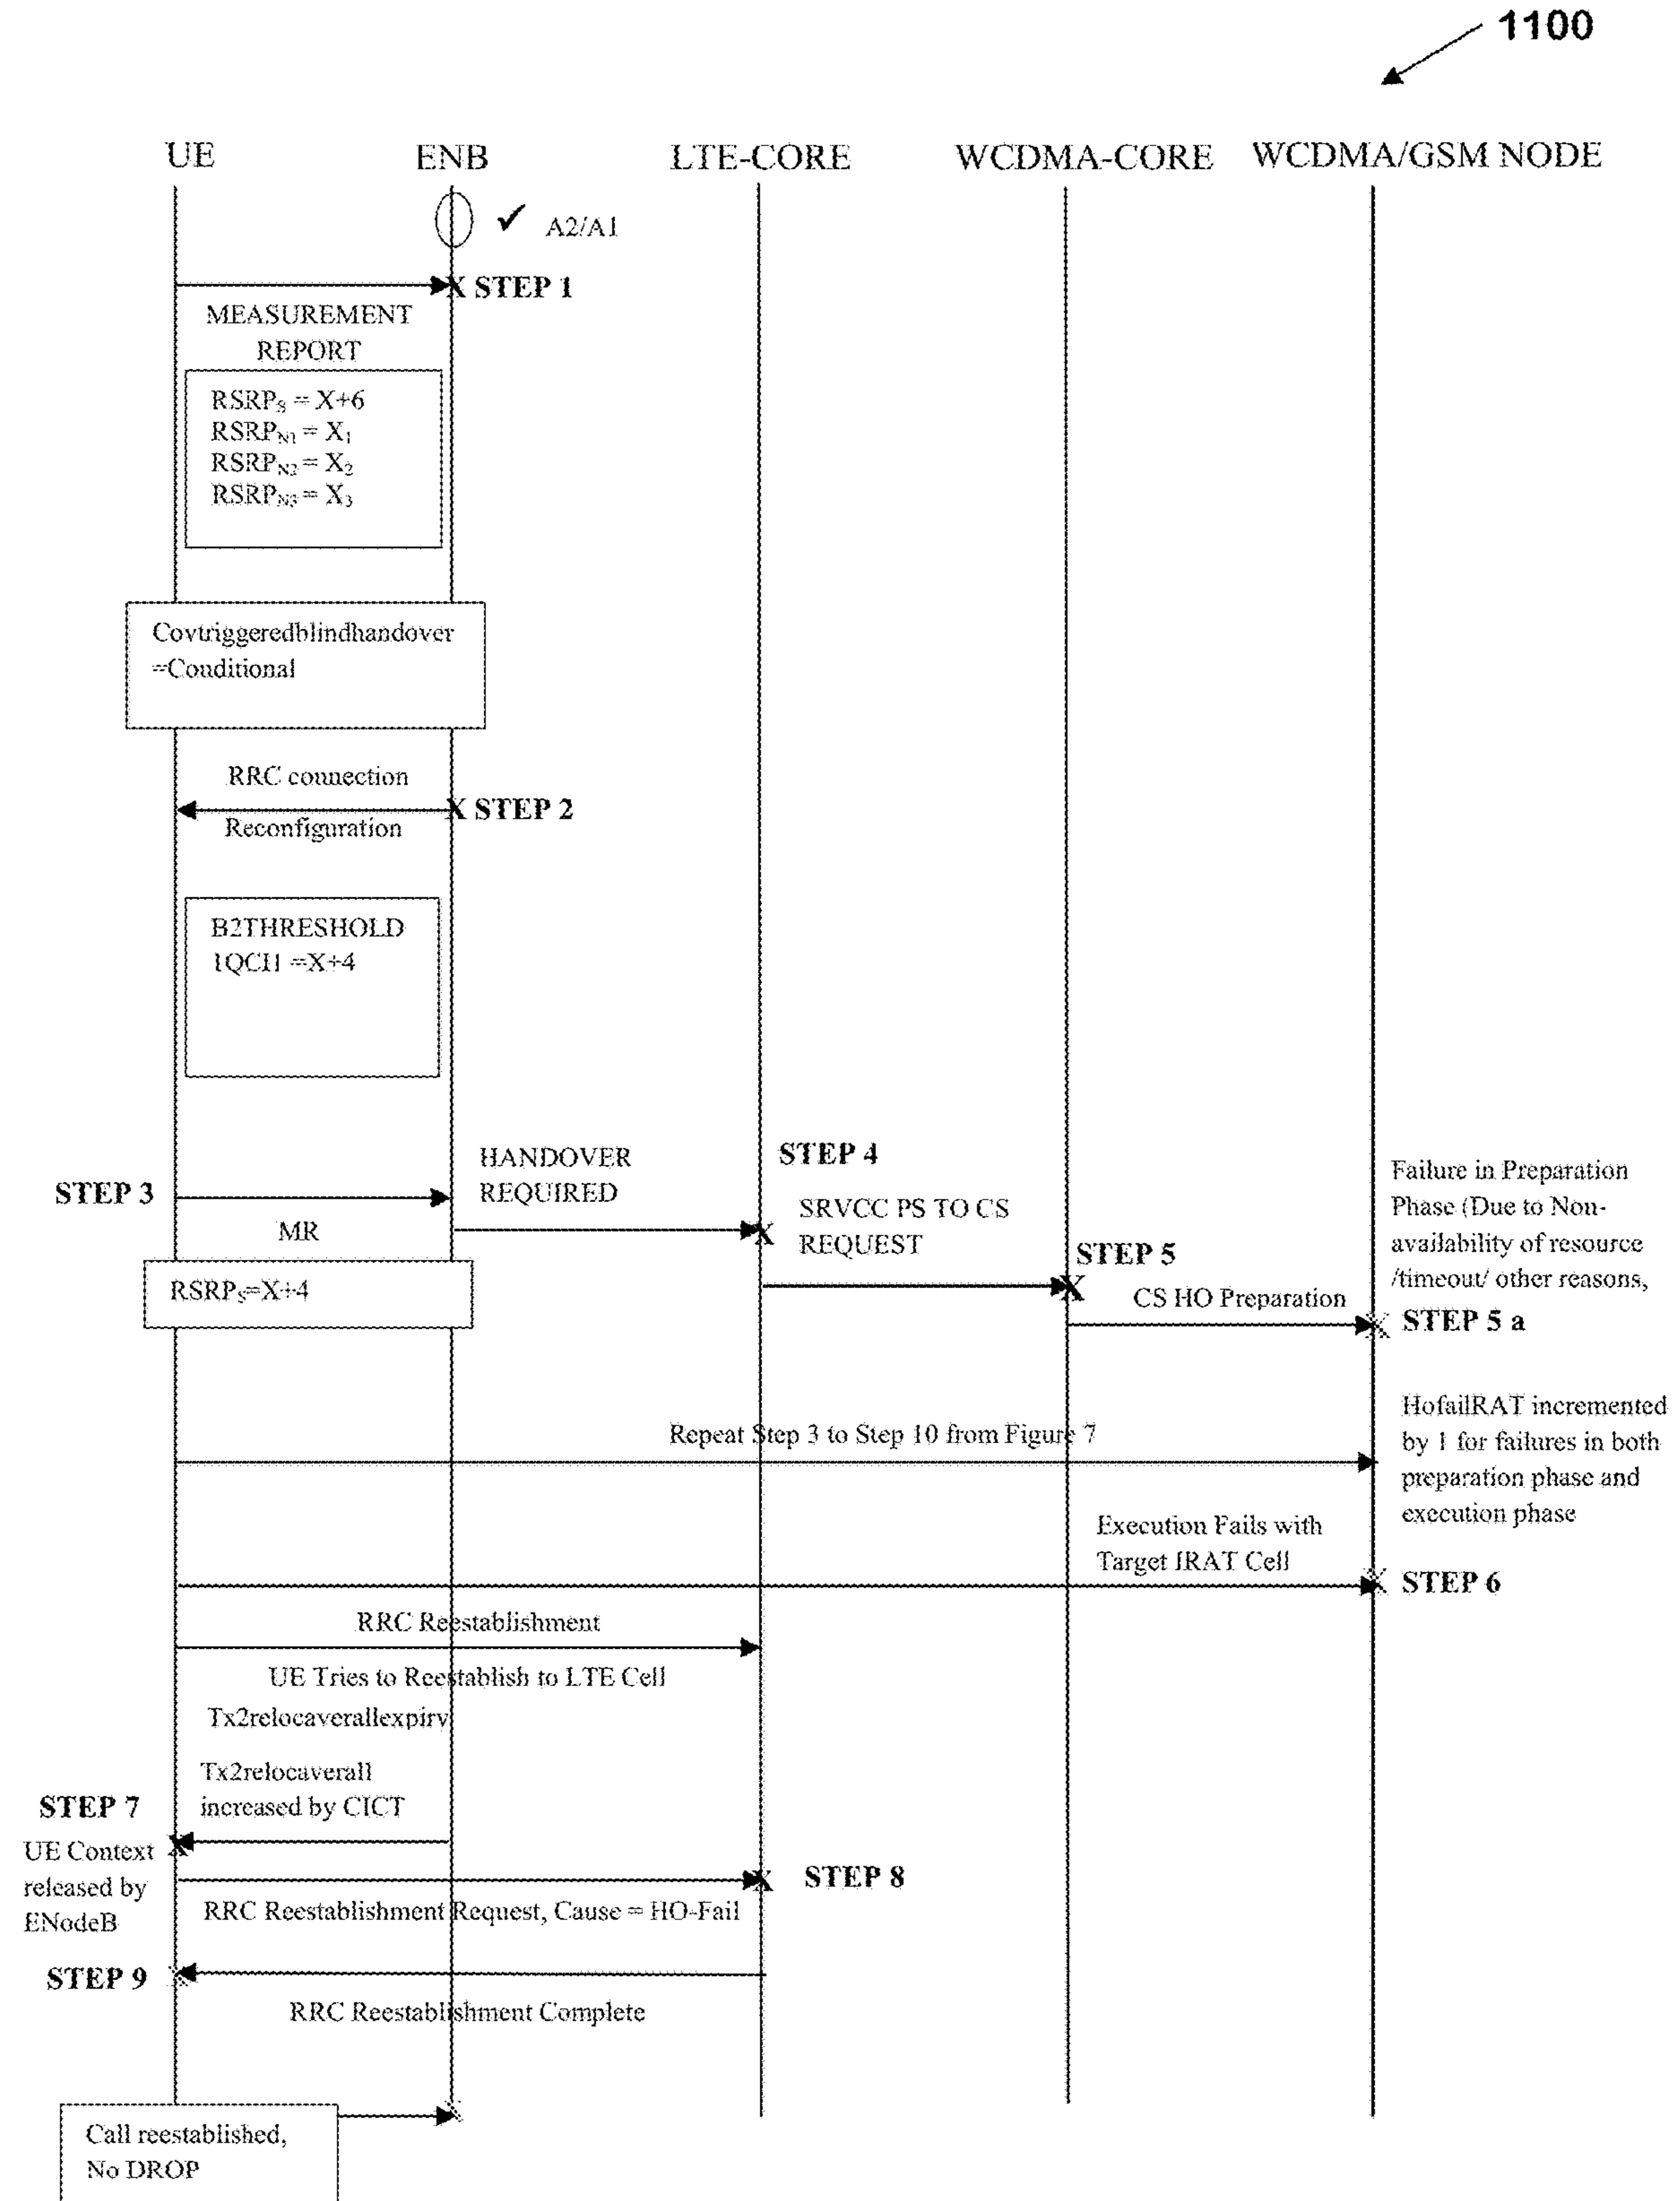 1100
UE
ENB
LTE-CORE
WCDMA-CORE
WCDMA/GSM NODE
✓ A2/A1
X STEP 1
MEASUREMENT
REPORT
RSRPS = X+6
RSRPN1 = X1
RSRPN2 = X2
RSRPN3 = X3
Covtriggeredblindhandover
=Conditional
RRC connection
X STEP 2
Reconfiguration
B2THRESHOLD
1QCI1 =X+4
STEP 3
MR
HANDOVER
REQUIRED
RSRPS=X+4
STEP 4
X
SRVCC PS TO CS
REQUEST
STEP 5
X
CS HO Preparation
Failure in Preparation
Phase (Due to Non-
availability of resource
/timeout/ other reasons,
X STEP 5 a
Repeat Step 3 to Step 10 from Figure 7
HofailRAT incremented
by 1 for failures in both
preparation phase and
execution phase
Execution Fails with
Target IRAT Cell
X STEP 6
RRC Reestablishment
UE Tries to Reestablish to LTE Cell
Tx2relocaverallexpiry
Tx2relocaverall
increased by CICT
STEP 7
X
UE Context
released by
ENodeB
X STEP 8
RRC Reestablishment Request, Cause = HO-Fail
STEP 9 X
RRC Reestablishment Complete
X
Call reestablished,
No DROP